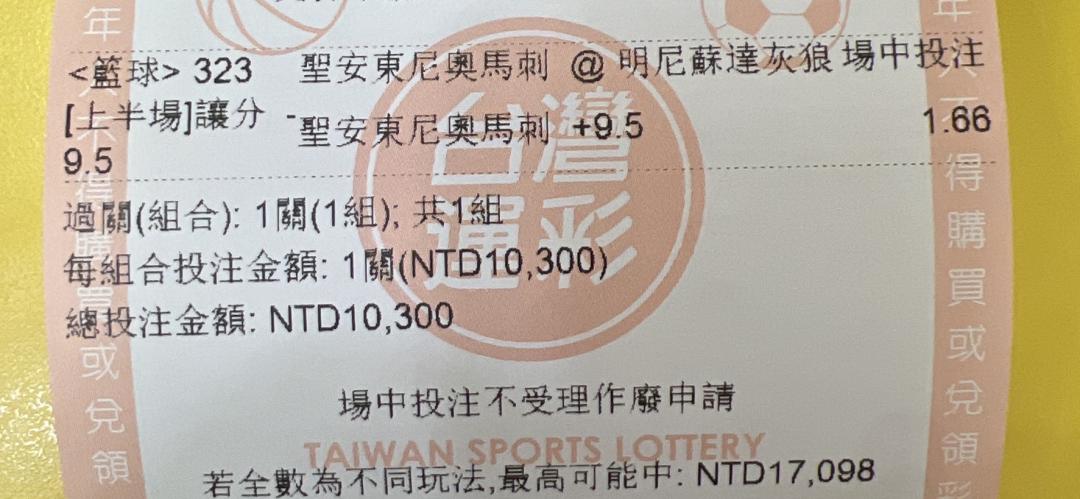 <籃球> 323 聖安東尼奧馬刺 @ 明尼蘇達灰狼 場中投注
[上半場]讓分 - 聖安東尼奧馬刺 +9.5 1.66
9.5
過關(組合): 1關(1組); 共1組
每組合投注金額: 1關(NTD10,300)
總投注金額: NTD10,300
台灣
運彩
場中投注不受理作廢申請
TAIWAN SPORTS LOTTERY
若全數為不同玩法,最高可能中: NTD17,098
年
得購買或兌領
年
不得購買或兌領